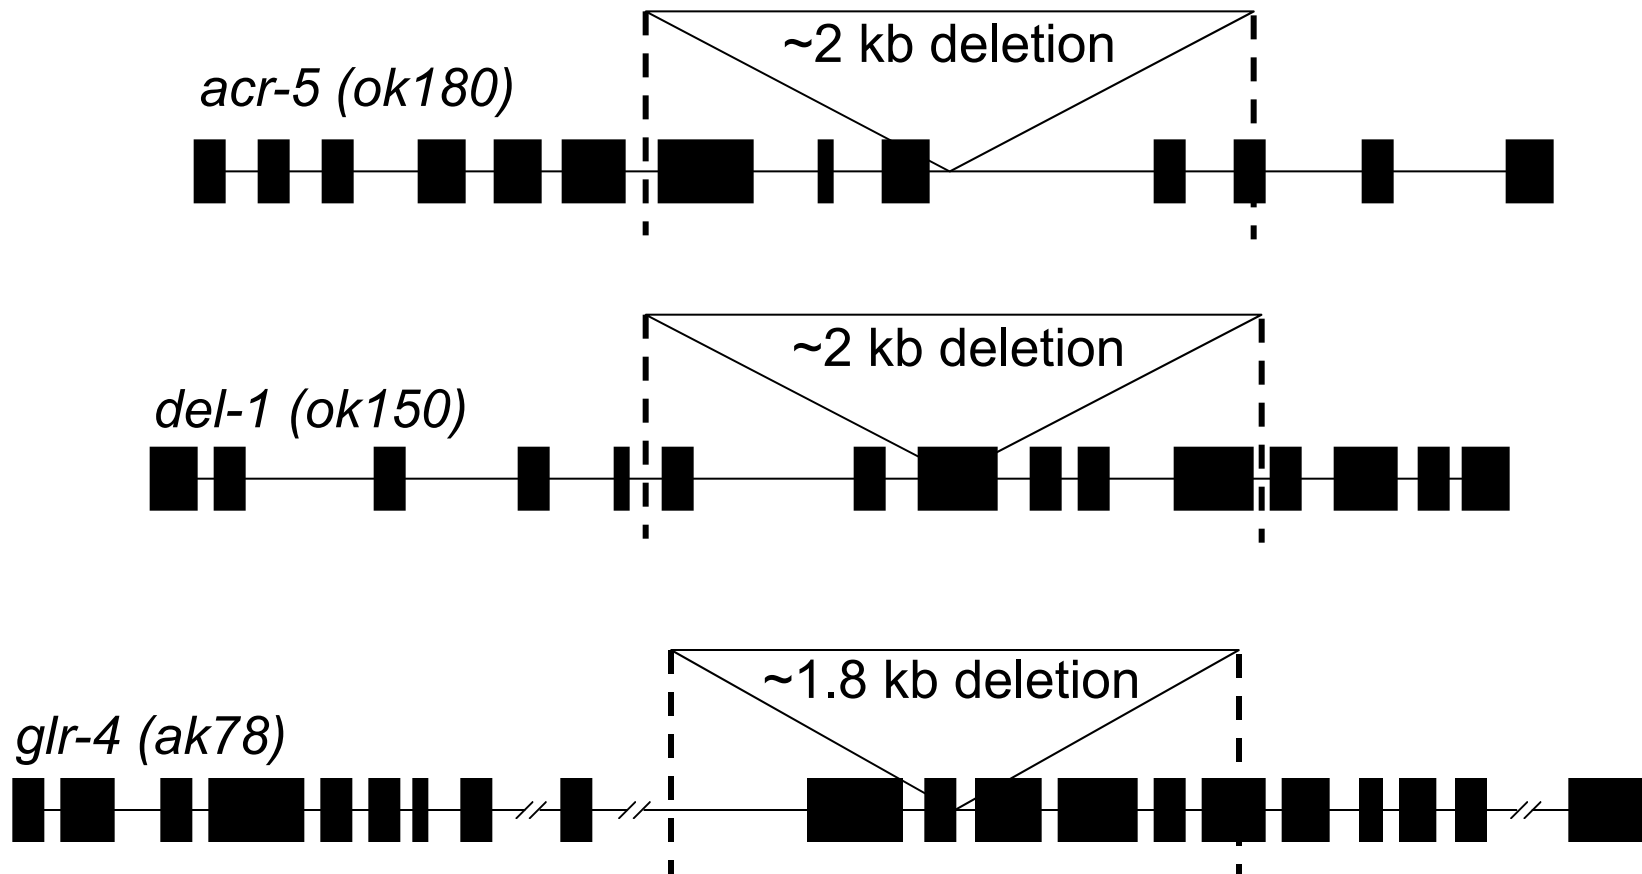 ~2 kb deletion
acr-5 (ok180)
~2 kb deletion
del-1 (ok150)
~1.8 kb deletion
glr-4 (ak78)